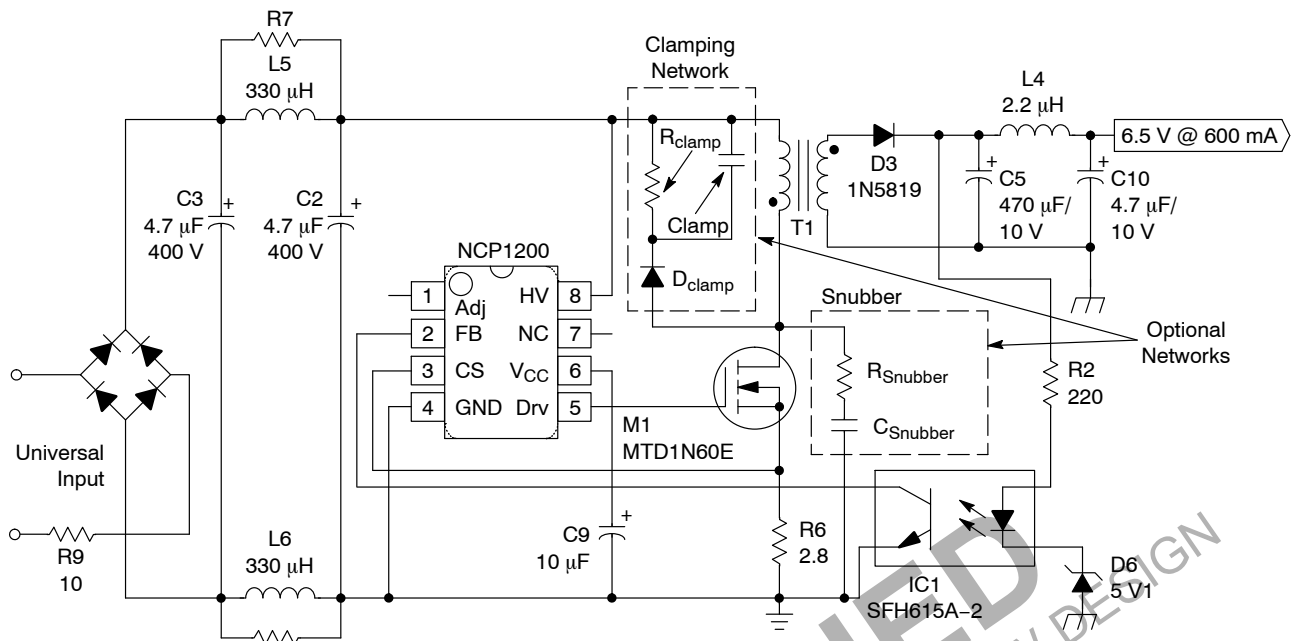 R7
L5
330 μH
Clamping
Network
Rclamp
Clamp
Dclamp
C3
4.7 μF
400 V
C2
4.7 μF
400 V
NCP1200
1
Adj
HV
8
2
FB
NC
7
3
CS
VCC
6
4
GND
Drv
5
T1
D3
1N5819
L4
2.2 μH
6.5 V @ 600 mA
C5
470 μF/
10 V
C10
4.7 μF/
10 V
Snubber
RSnubber
CSnubber
Optional
Networks
R2
220
M1
MTD1N60E
Universal
Input
R9
10
L6
330 μH
C9
10 μF
R6
2.8
IC1
SFH615A−2
D6
5 V1
DESIGN